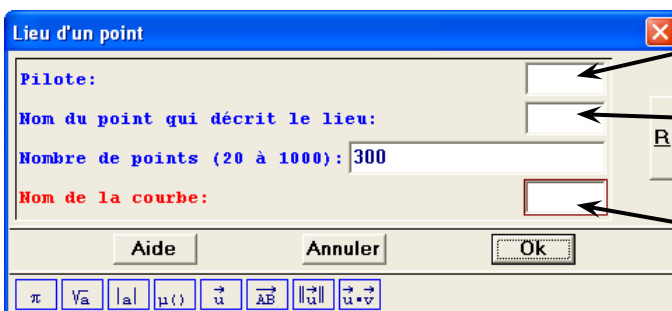 Lieu d'un point
Pilote:
Nom du point qui décrit le lieu:
R
Nombre de points (20 à 1000): 300
Nom de la courbe:
Aide Annuler Ok
π √a |a| μ() u⃗ A⃗B⃗ ‖u⃗‖ u⃗•v⃗